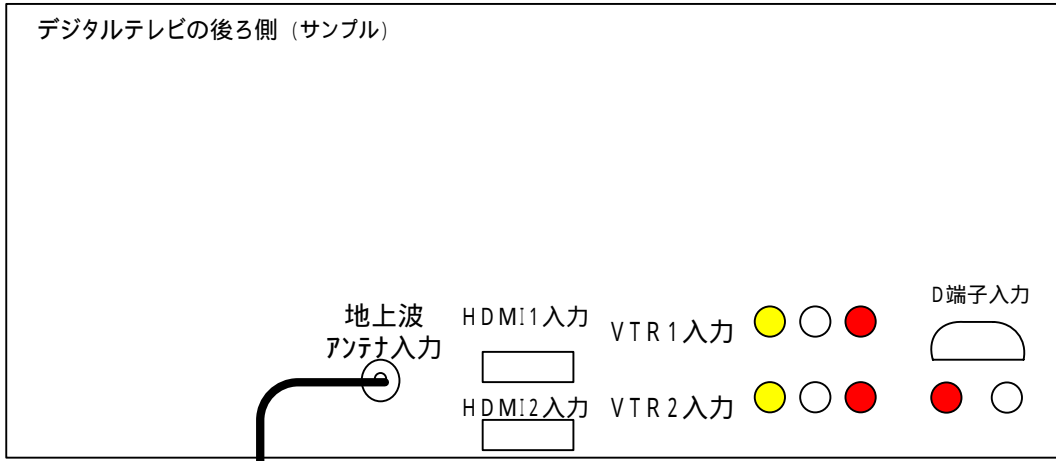 デジタルテレビの後ろ側 (サンプル)
地上波
アンテナ入力
HDMI1入力
VTR1入力
D端子入力
HDMI2入力
VTR2入力